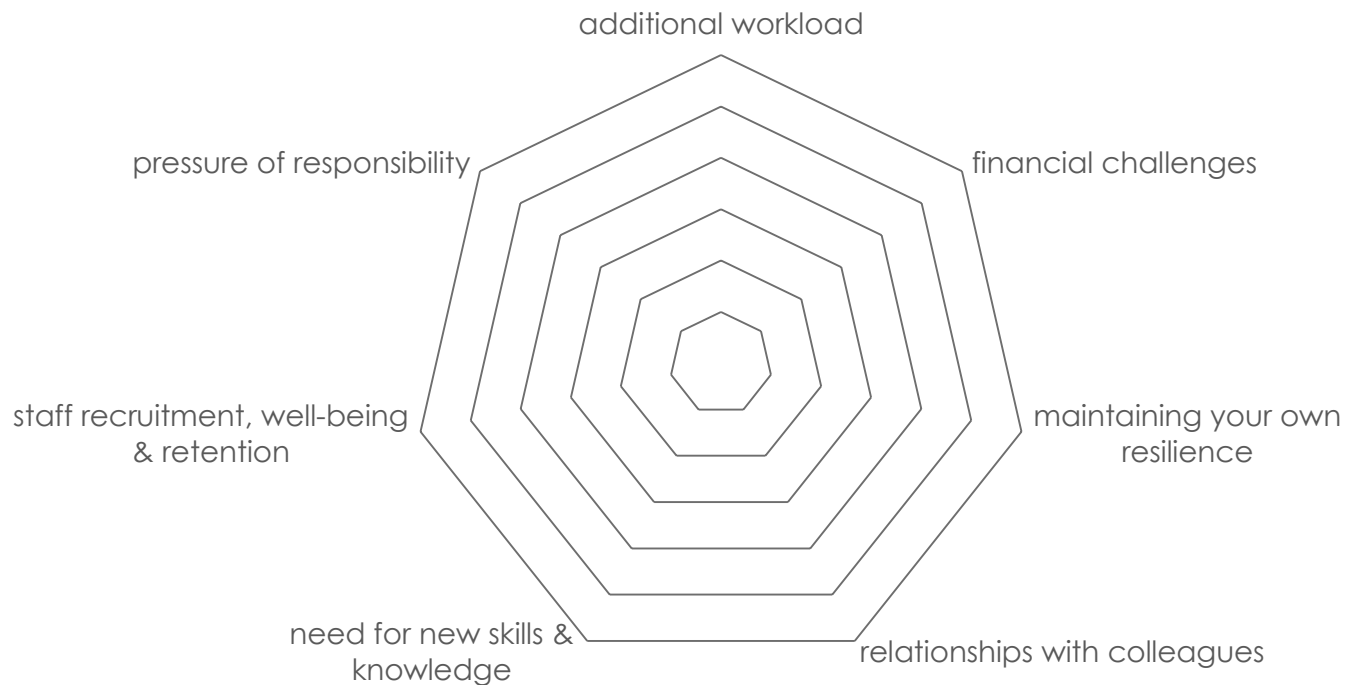 additional workload
pressure of responsibility
financial challenges
staff recruitment, well-being
& retention
maintaining your own
resilience
need for new skills &
knowledge
relationships with colleagues